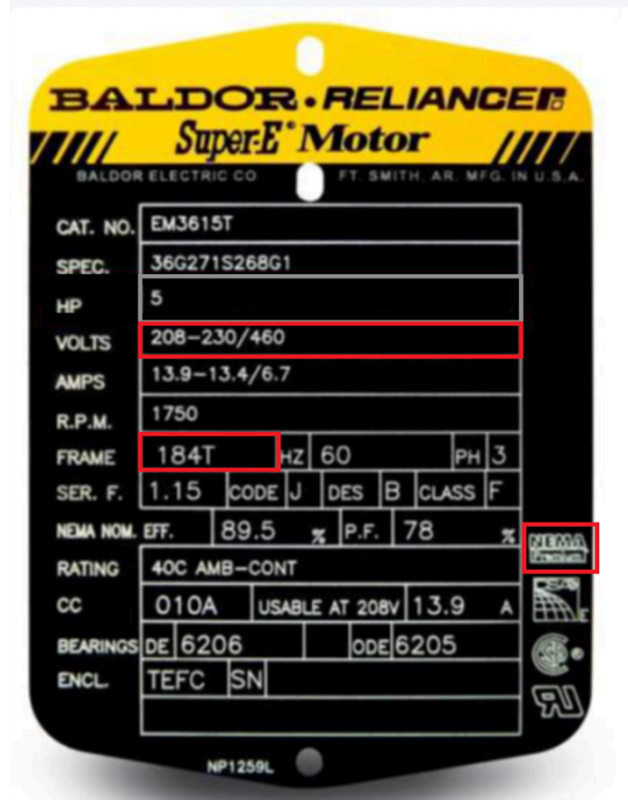 BALDOR • RELIANCER
Super-E® Motor
BALDOR ELECTRIC CO FT. SMITH, AR. MFG. IN U.S.A.
CAT. NO. EM3615T
SPEC. 36G271S268G1
HP 5
VOLTS 208-230/460
AMPS 13.9-13.4/6.7
R.P.M. 1750
FRAME 184T HZ 60 PH 3
SER. F. 1.15 CODE J DES B CLASS F
NEMA NOM. EFF. 89.5 % P.F. 78 %
NEMA
RATING 40C AMB-CONT
CC 010A USABLE AT 208V 13.9 A
E
BEARINGS DE 6206 ODE 6205
ENCL. TEFC SN
NP1259L